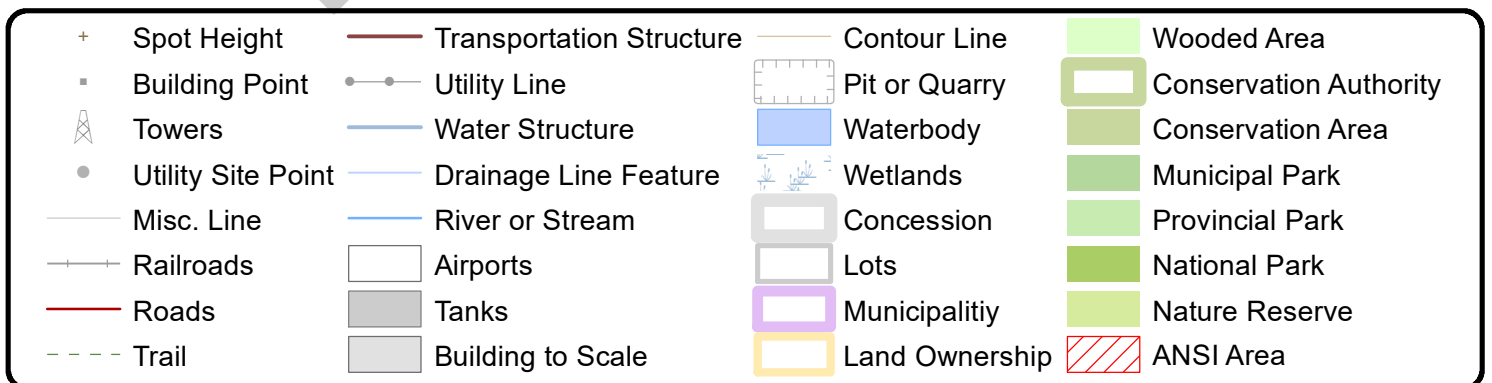 Spot Height
Building Point
Towers
Utility Site Point
Misc. Line
Railroads
Roads
Trail
Transportation Structure
Utility Line
Water Structure
Drainage Line Feature
River or Stream
Airports
Tanks
Building to Scale
Contour Line
Pit or Quarry
Waterbody
Wetlands
Concession
Lots
Municipalitiy
Land Ownership
Wooded Area
Conservation Authority
Conservation Area
Municipal Park
Provincial Park
National Park
Nature Reserve
ANSI Area